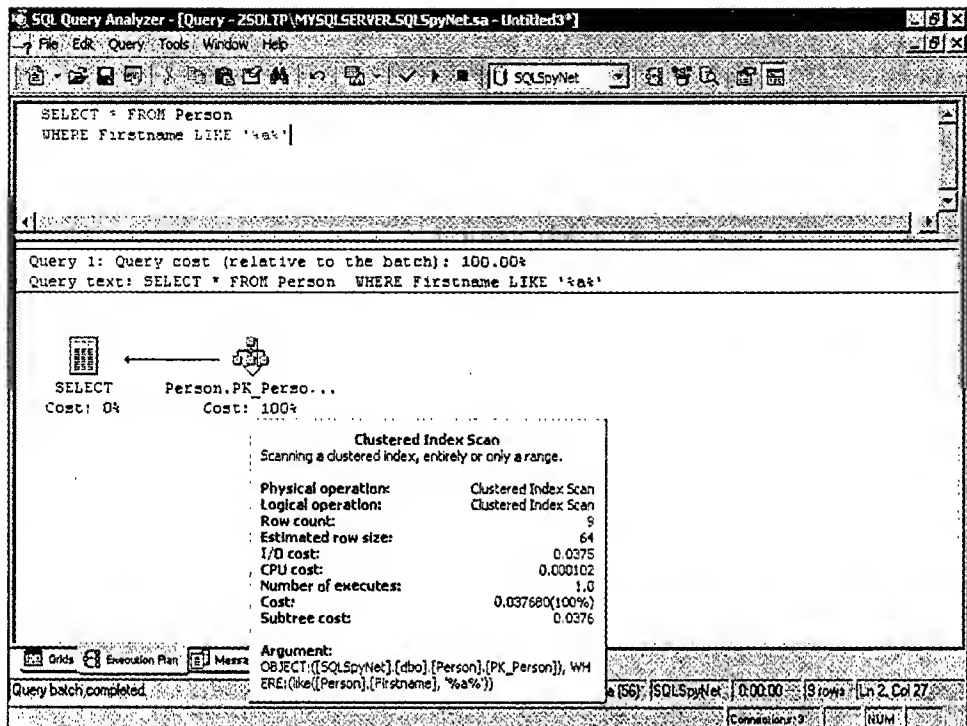 SQL Query Analyzer - [Query - ZSOLTP\MYSQLSERVER.SQLSpyNet.sa - Untitled3*]
File Edit Query Tools Window Help
SQLSpyNet
SELECT * FROM Person
WHERE Firstname LIKE '%a%'
Query 1: Query cost (relative to the batch): 100.00%
Query text: SELECT * FROM Person WHERE Firstname LIKE '%a%'
SELECT
Cost: 0%
Person.PK_Perso...
Cost: 100%
Clustered Index Scan
Scanning a clustered index, entirely or only a range.
Physical operation: Clustered Index Scan
Logical operation: Clustered Index Scan
Row count: 9
Estimated row size: 64
I/O cost: 0.0375
CPU cost: 0.000102
Number of executes: 1.0
Cost: 0.037680(100%)
Subtree cost: 0.0376
Argument:
OBJECT:([SQLSpyNet].[dbo].[Person].[PK_Person]), WH
ERE:(like([Person].[Firstname], '%a%'))
Grids Execution Plan Messa
Query batch completed. (56) SQLSpyNet 0:00:00 9 rows Ln 2, Col 27
Connections: 3 NUM